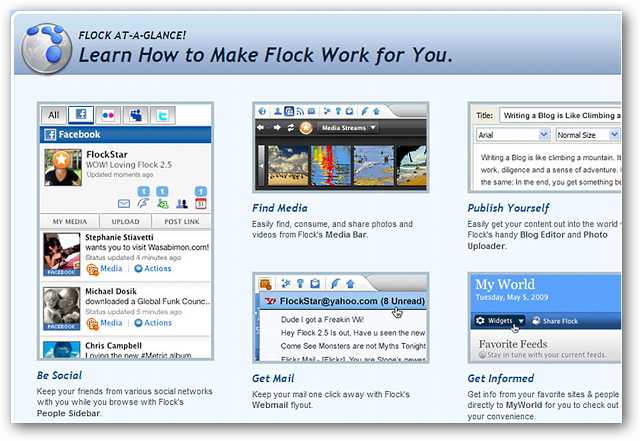 FLOCK AT-A-GLANCE!
Learn How to Make Flock Work for You.
All
Facebook
FlockStar
WOW! Loving Flock 2.5
Updated moments ago
1 1 1
31
MY MEDIA UPLOAD POST LINK
Stephanie Stiavetti
wants you to visit Wasabimon.com!
Status updated 4 minutes ago
Media Actions
FACEBOOK
Michael Dosik
downloaded a Global Func Counc...
Status updated 4 minutes ago
Media Actions
FACEBOOK
Chris Campbell
Loving the new #Metric album
Be Social
Keep your friends from various social networks
with you while you browse with Flock's
People Sidebar.
Media Streams
Find Media
Easily find, consume, and share photos and
videos from Flock's Media Bar.
FlockStar@yahoo.com (8 Unread)
Dude I got a Freakin Wii!
Hey Flock 2.5 Is out, Have u seen the new
Come See Monsters are not Myths Tonight
Flickr Mail - [Flickr] You are Stone's newes
Get Mail
Keep your mail one click away with Flock's
Webmail flyout.
Title: Writing a Blog is Like Climbing a
Arial Normal Size
Writing a Blog is like climbing a mountain. It
work, diligence and a sense of adventure. I
the same: In the end, you get something b
Publish Yourself
Easily get your content out into the world
Flock's handy Blog Editor and Photo
Uploader.
My World
Tuesday, May 5, 2009
Widgets Share Flock
Favorite Feeds
Stay in tune with your current feeds.
Get Informed
Get info from your favorite sites & people
directly to MyWorld for you to check out
your convenience.